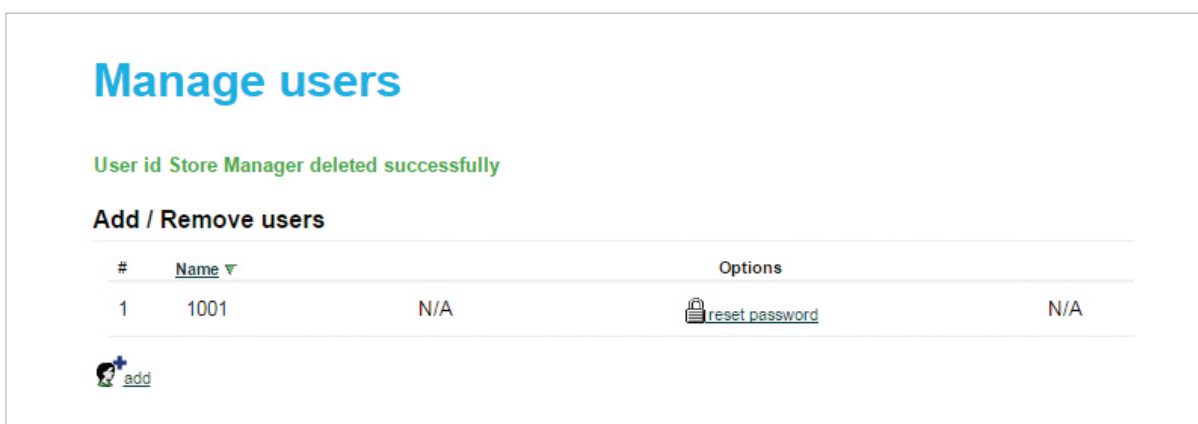 Manage users
User id Store Manager deleted successfully
Add / Remove users
# Name Options
1 1001 N/A reset password N/A
add